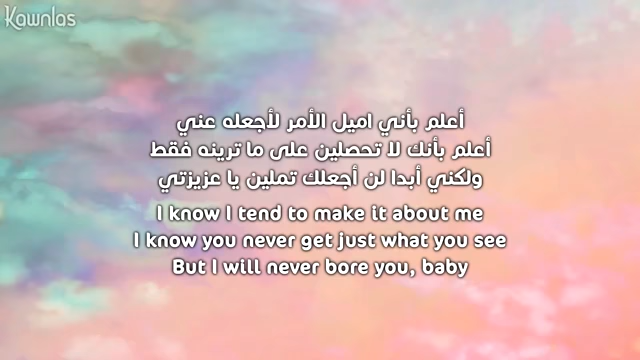 Kawnlas
أعلم بأني اميل الأمر لأجعله عني
أعلم بأنك لا تحصلين على ما ترينه فقط
ولكني أبدا لن أجعلك تملين يا عزيزتي
I know I tend to make it about me
I know you never get just what you see
But I will never bore you, baby